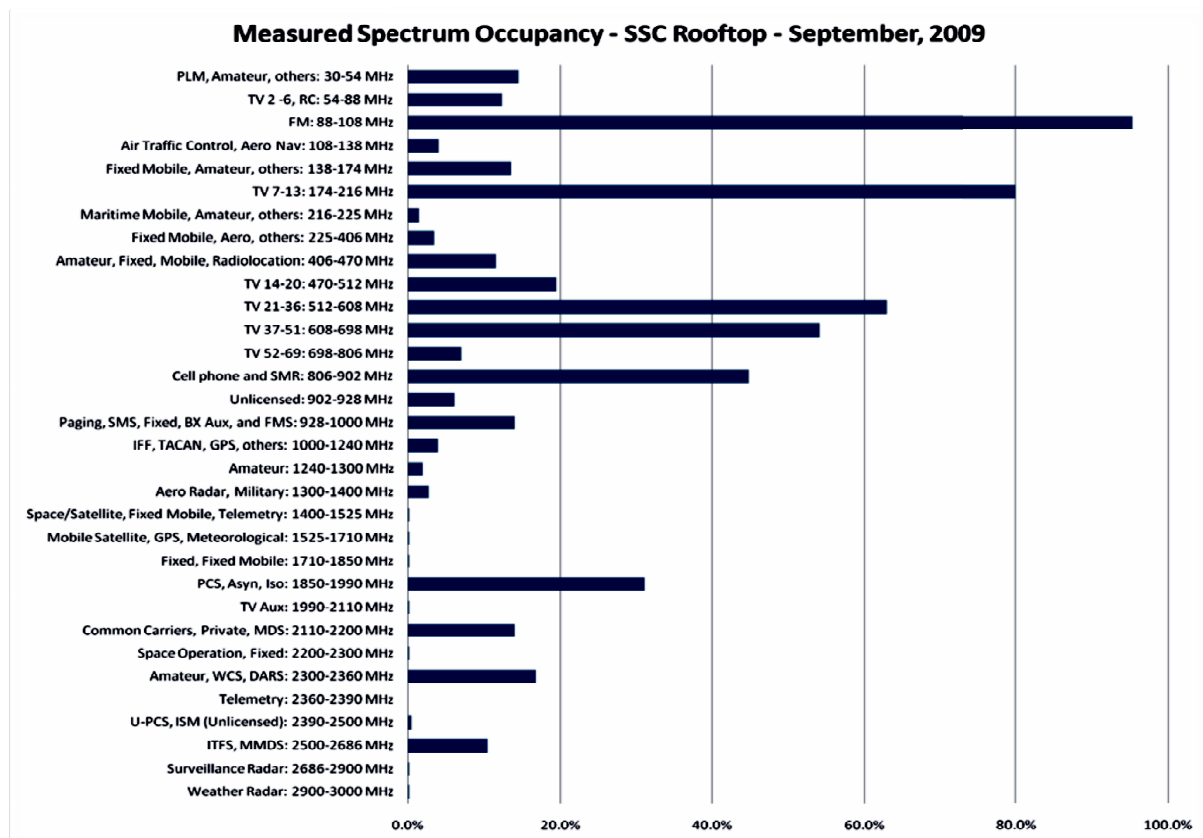 Measured Spectrum Occupancy - SSC Rooftop - September, 2009
PLM, Amateur, others: 30-54 MHz
TV 2 -6, RC: 54-88 MHz
FM: 88-108 MHz
Air Traffic Control, Aero Nav: 108-138 MHz
Fixed Mobile, Amateur, others: 138-174 MHz
TV 7-13: 174-216 MHz
Maritime Mobile, Amateur, others: 216-225 MHz
Fixed Mobile, Aero, others: 225-406 MHz
Amateur, Fixed, Mobile, Radiolocation: 406-470 MHz
TV 14-20: 470-512 MHz
TV 21-36: 512-608 MHz
TV 37-51: 608-698 MHz
TV 52-69: 698-806 MHz
Cell phone and SMR: 806-902 MHz
Unlicensed: 902-928 MHz
Paging, SMS, Fixed, BX Aux, and FMS: 928-1000 MHz
IFF, TACAN, GPS, others: 1000-1240 MHz
Amateur: 1240-1300 MHz
Aero Radar, Military: 1300-1400 MHz
Space/Satellite, Fixed Mobile, Telemetry: 1400-1525 MHz
Mobile Satellite, GPS, Meteorological: 1525-1710 MHz
Fixed, Fixed Mobile: 1710-1850 MHz
PCS, Asyn, Iso: 1850-1990 MHz
TV Aux: 1990-2110 MHz
Common Carriers, Private, MDS: 2110-2200 MHz
Space Operation, Fixed: 2200-2300 MHz
Amateur, WCS, DARS: 2300-2360 MHz
Telemetry: 2360-2390 MHz
U-PCS, ISM (Unlicensed): 2390-2500 MHz
ITFS, MMDS: 2500-2686 MHz
Surveillance Radar: 2686-2900 MHz
Weather Radar: 2900-3000 MHz
0.0% 20.0% 40.0% 60.0% 80.0% 100.0%